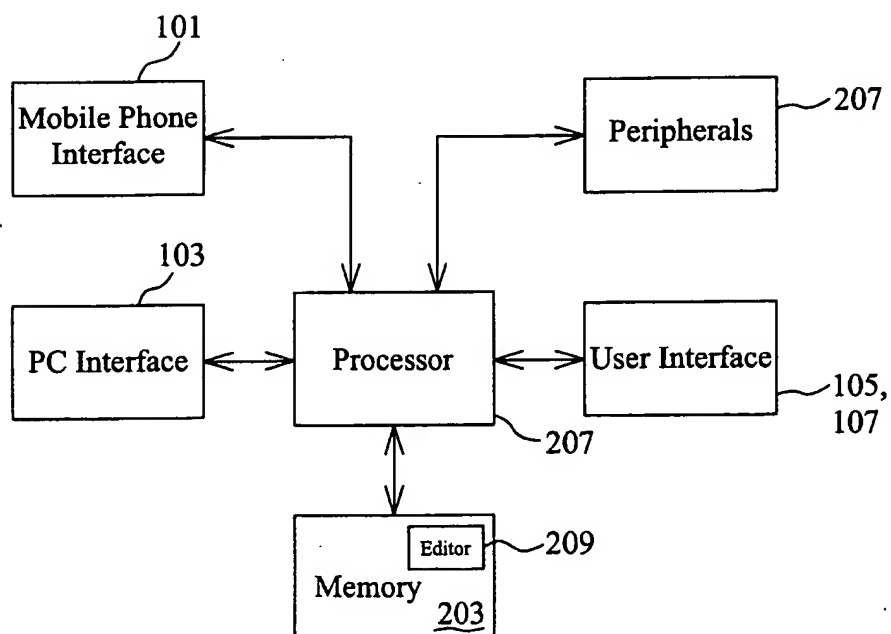 101
Mobile Phone
Interface
207
Peripherals
103
PC Interface
Processor
User Interface
105,
107
207
Editor
209
Memory
203